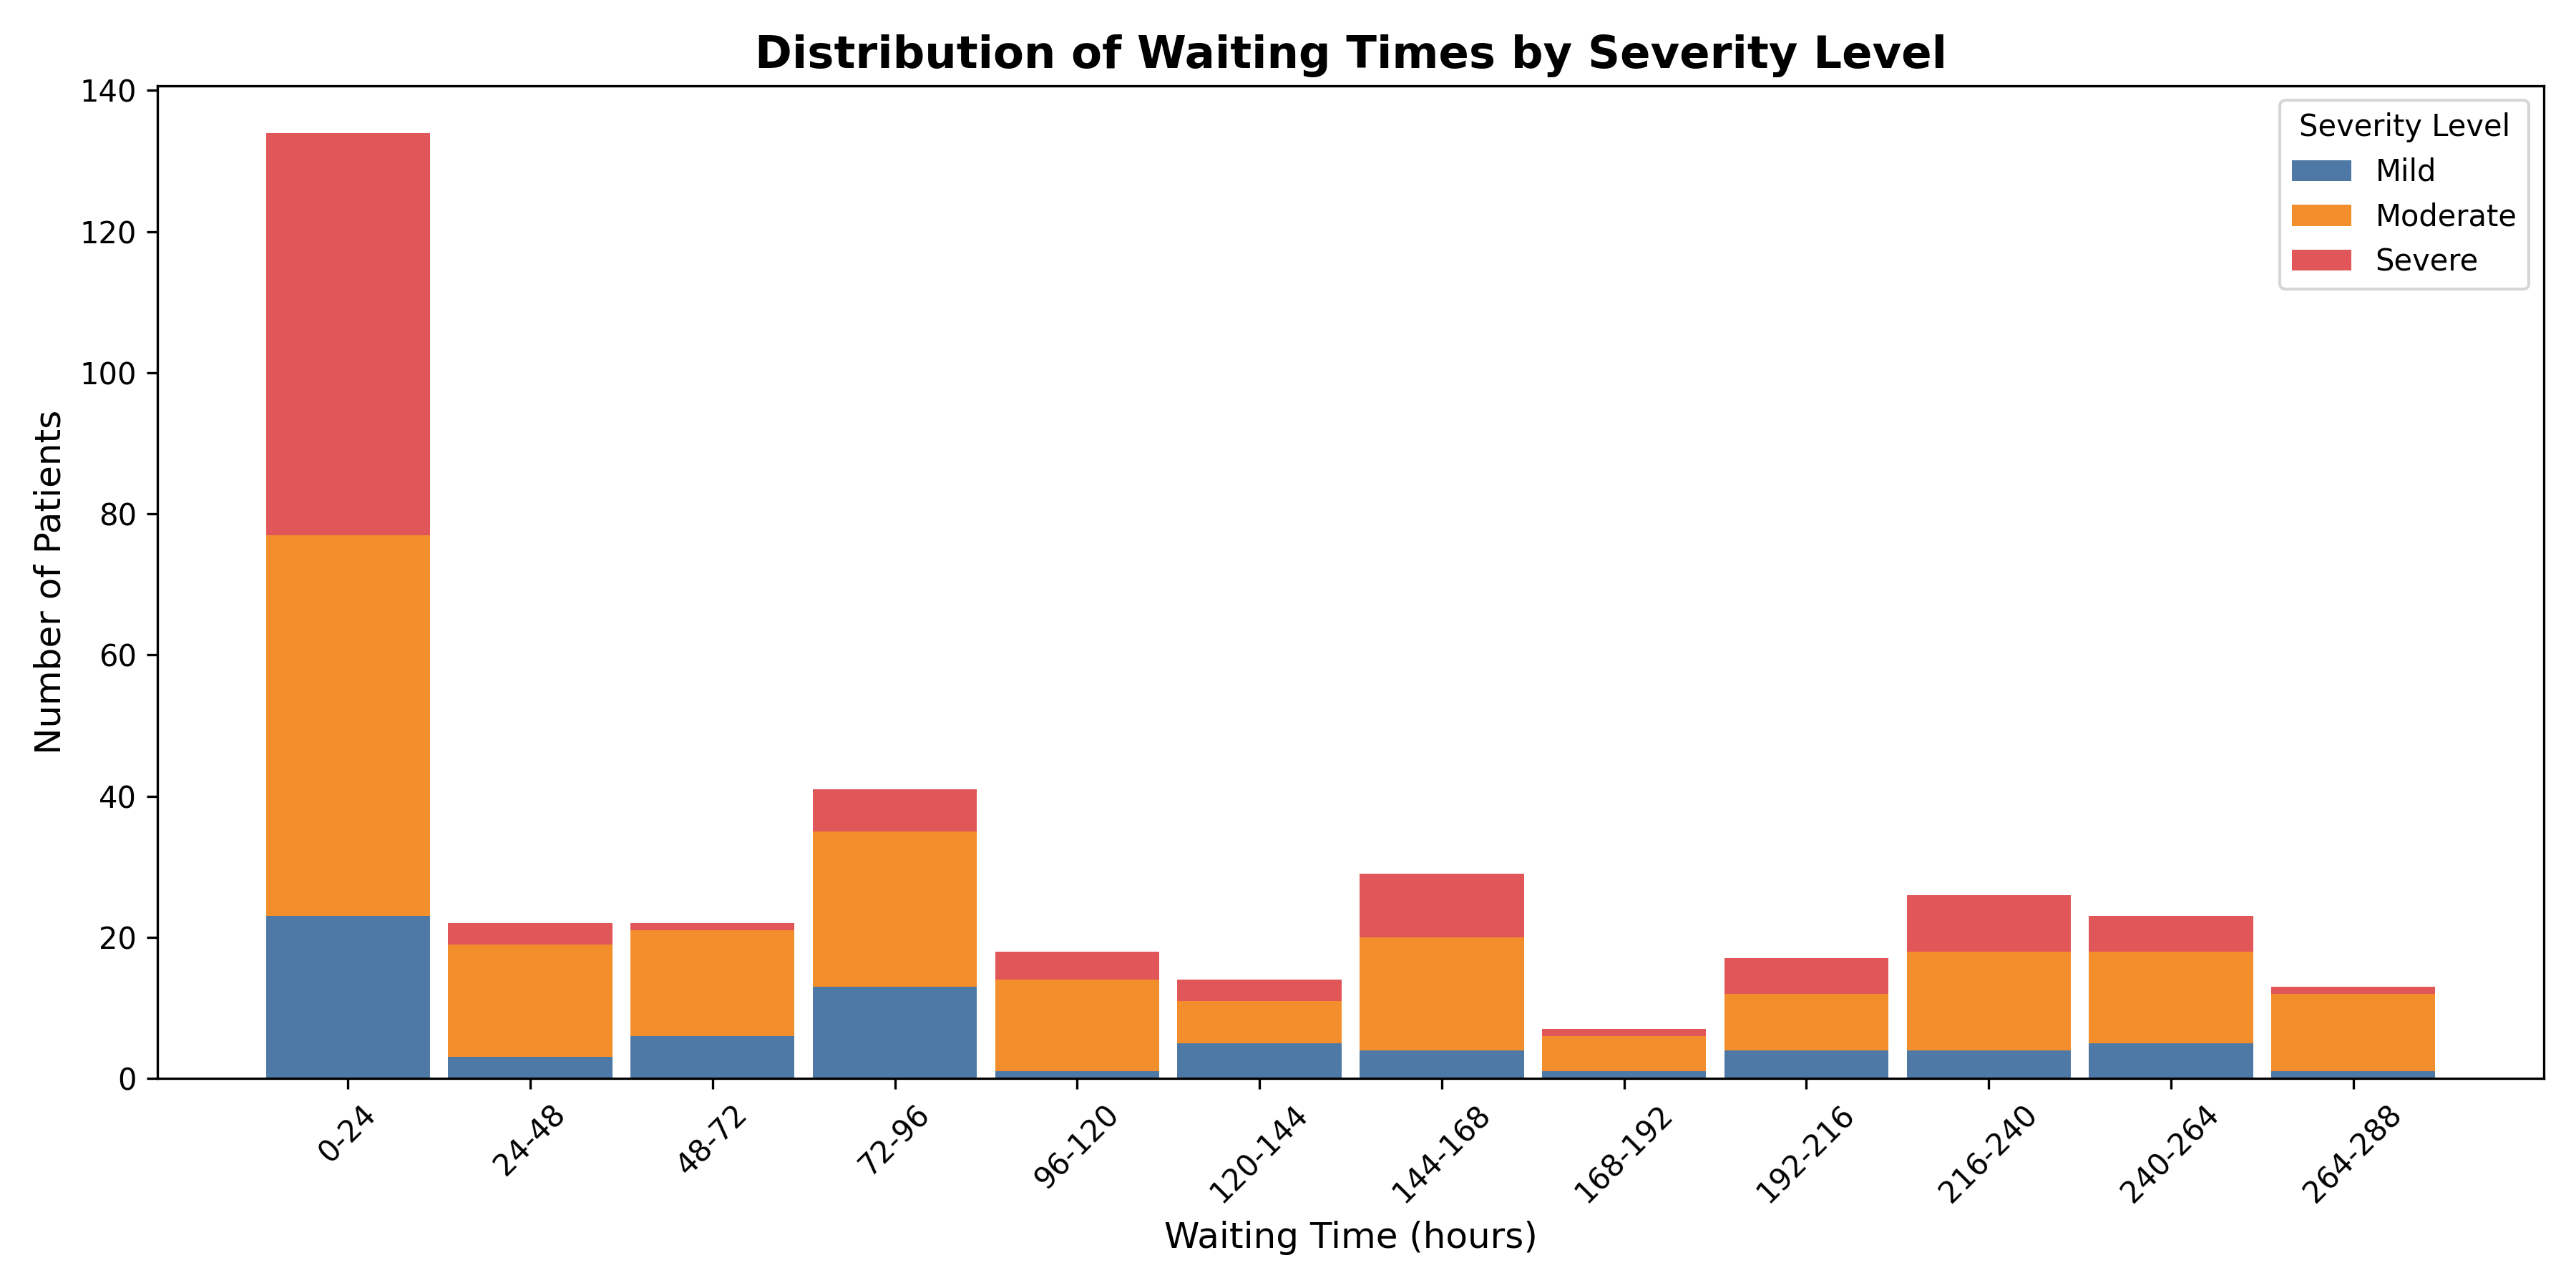 Distribution of Waiting Times by Severity Level
Number of Patients
140
120
100
80
60
40
20
0
Severity Level
Mild
Moderate
Severe
0-24
24-48
48-72
72-96
96-120
120-144
144-168
168-192
192-216
216-240
240-264
264-288
Waiting Time (hours)